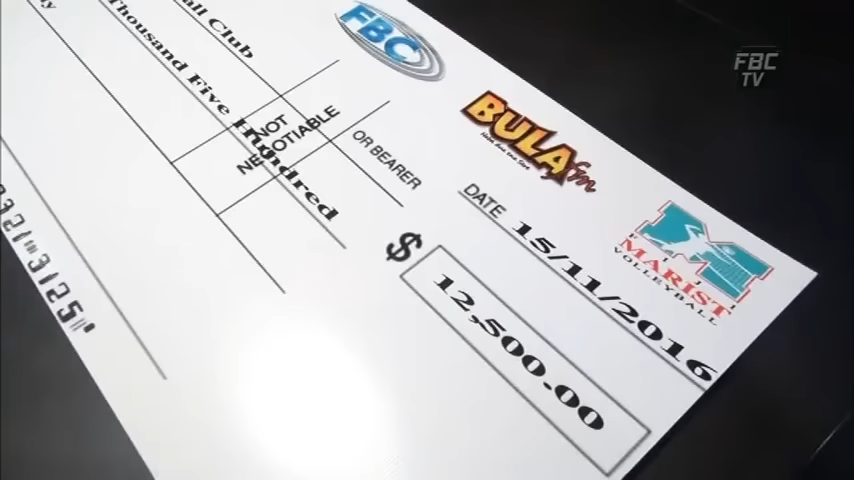 FBC
TV
FBC
BULA fm
FIJI
MARIST
VOLLEYBALL
DATE 15/11/2016
all Club
Thousand Five Hundred
NOT
NEGOTIABLE
OR BEARER
$ 12,500.00